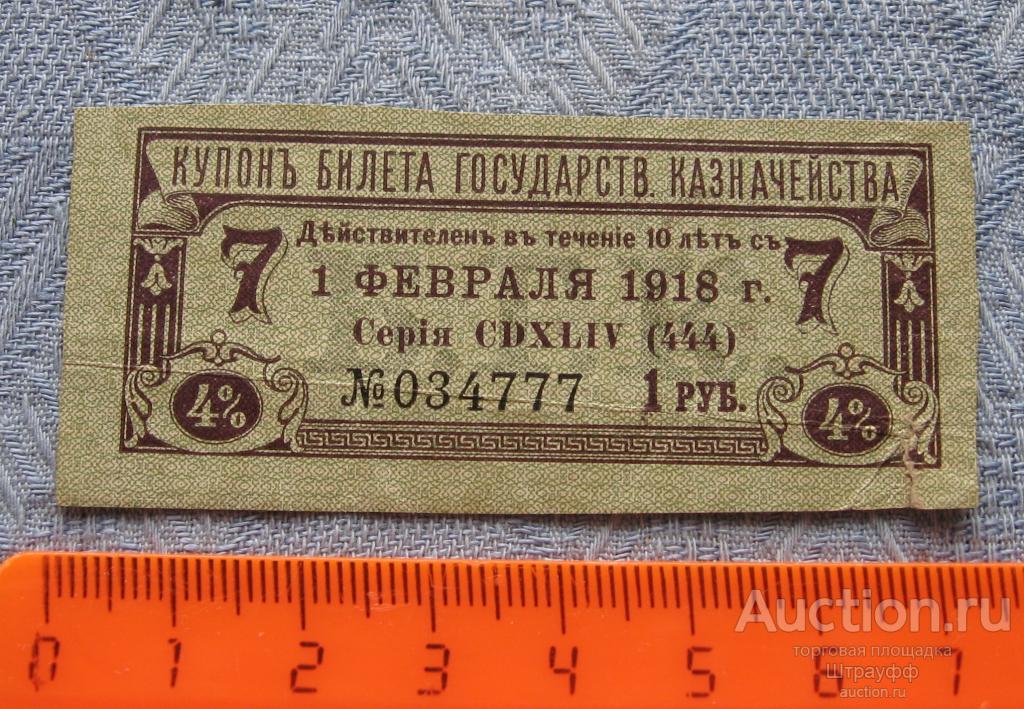 КУПОНЪ БИЛЕТА ГОСУДАРСТВ. КАЗНАЧЕЙСТВА
7 Дѣйствителенъ въ теченіе 10 лѣтъ съ 7
1 ФЕВРАЛЯ 1918 г.
Серія CDXLIV (444)
№034777 1 РУБ.
4% 4%
0 1 2 3 4 5 6 7
Auction.ru
торговая площадка
Штрауфф
auction.ru